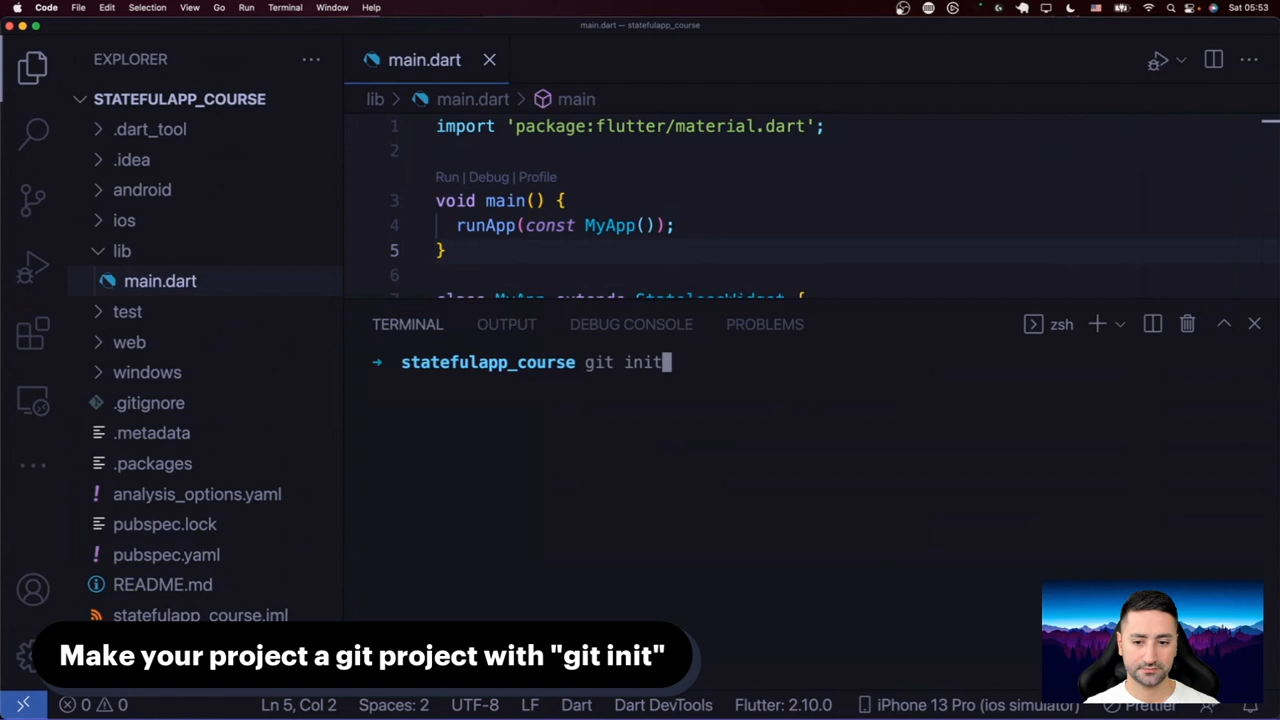 Code File Edit Selection View Go Run Terminal Window Help Sat 05:53
main.dart — statefulapp_course
EXPLORER
STATEFULAPP_COURSE
.dart_tool
.idea
android
ios
lib
main.dart
test
web
windows
.gitignore
.metadata
.packages
analysis_options.yaml
pubspec.lock
pubspec.yaml
README.md
statefulapp_course.iml
main.dart
lib > main.dart > main
1 import 'package:flutter/material.dart';
2
Run | Debug | Profile
3 void main() {
4 runApp(const MyApp());
5 }
6
7 class MyApp extends StatelessWidget {
TERMINAL OUTPUT DEBUG CONSOLE PROBLEMS zsh
→ statefulapp_course git init
Make your project a git project with "git init"
0 0 Ln 5, Col 2 Spaces: 2 UTF-8 LF Dart Dart DevTools Flutter: 2.10.0 iPhone 13 Pro (ios simulator) Prettier